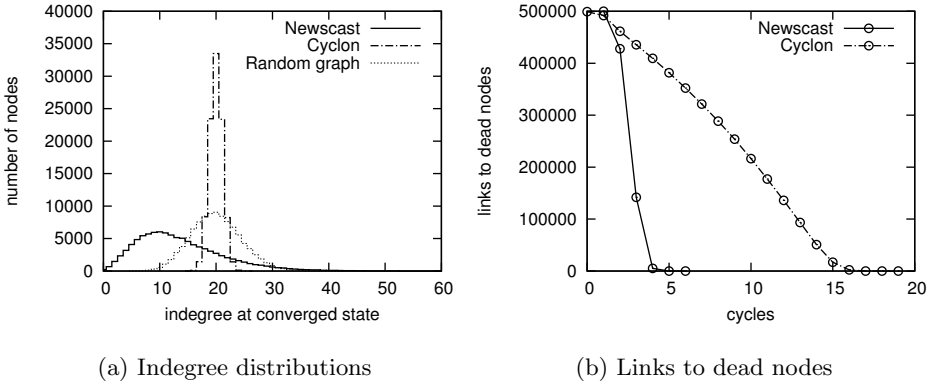 40000
35000
30000
25000
20000
15000
10000
5000
0
number of nodes
Newscast
Cyclon
Random graph
0 10 20 30 40 50 60
indegree at converged state
(a) Indegree distributions
500000
400000
300000
200000
100000
0
links to dead nodes
Newscast
Cyclon
0 5 10 15 20
cycles
(b) Links to dead nodes